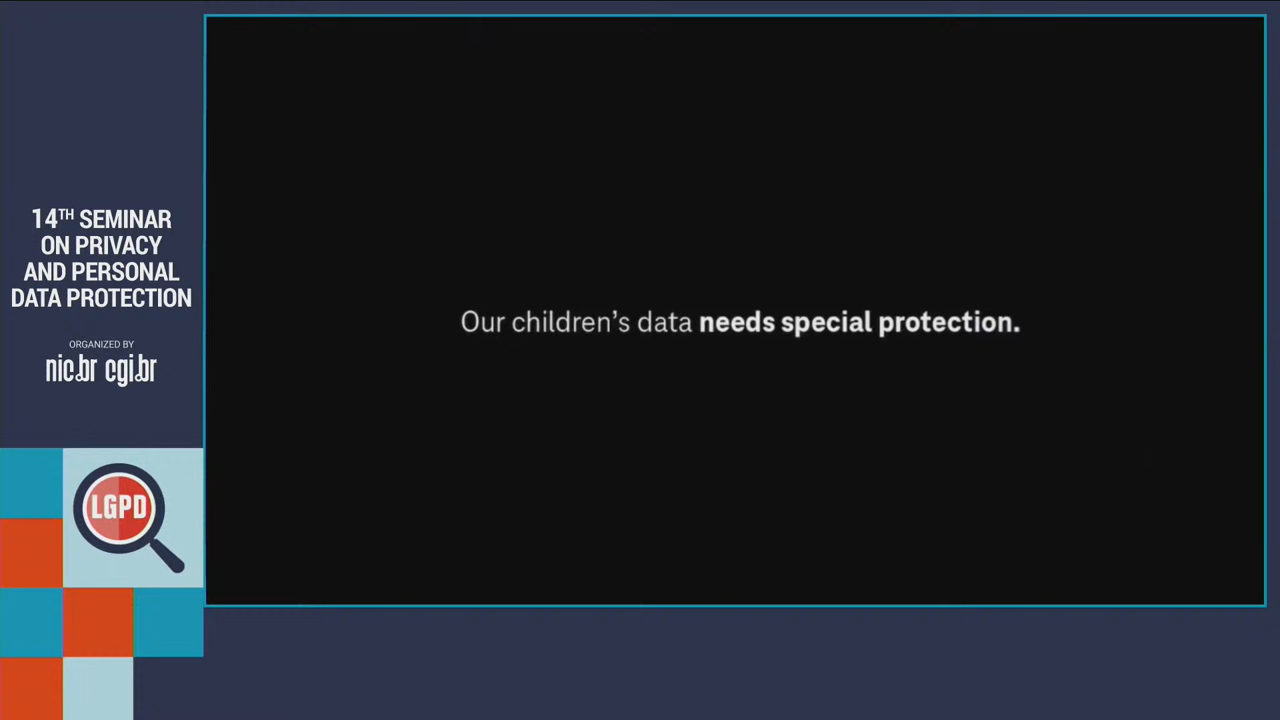 14TH SEMINAR
ON PRIVACY
AND PERSONAL
DATA PROTECTION
ORGANIZED BY
nic.br cgi.br
LGPD
Our children’s data needs special protection.